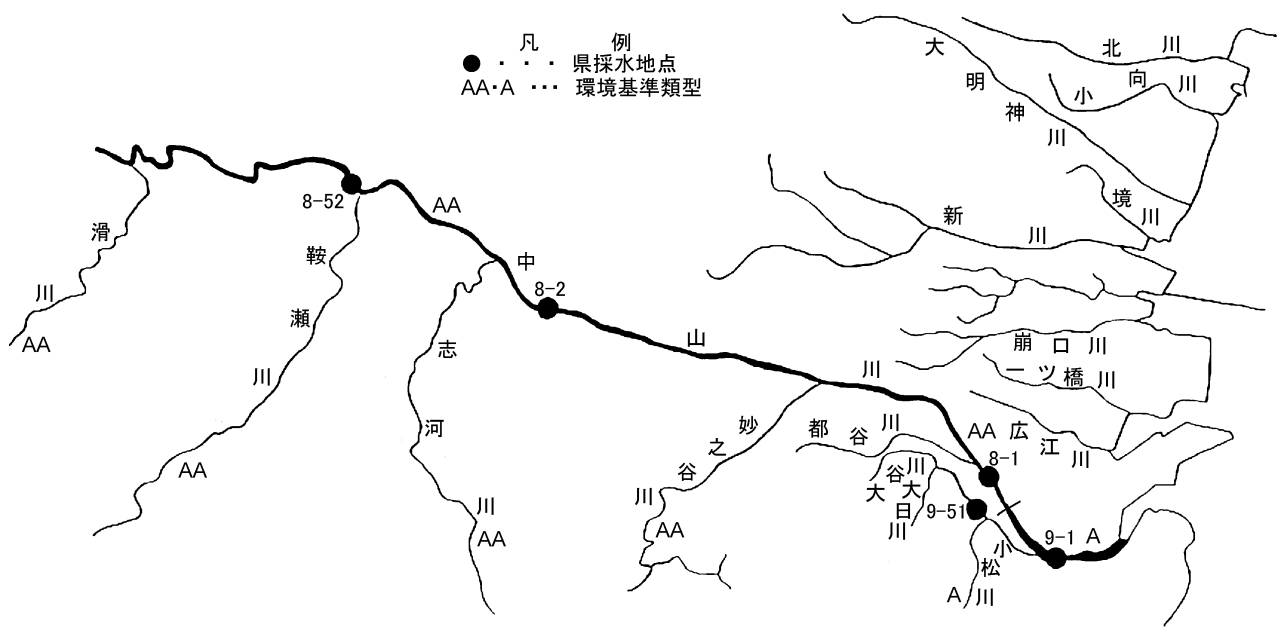 凡 例
●・・・県採水地点
AA・A ・・・環境基準類型
北川
大明神川
小向川
境川
新川
8-52
AA
滑川
AA
鞍瀬川
AA
中山川
8-2
志河川
AA
崩口川
一ツ橋川
広江川
妙之谷川
AA
都谷川
AA
8-1
大谷川
大日川
9-51
小松川
A
9-1
A